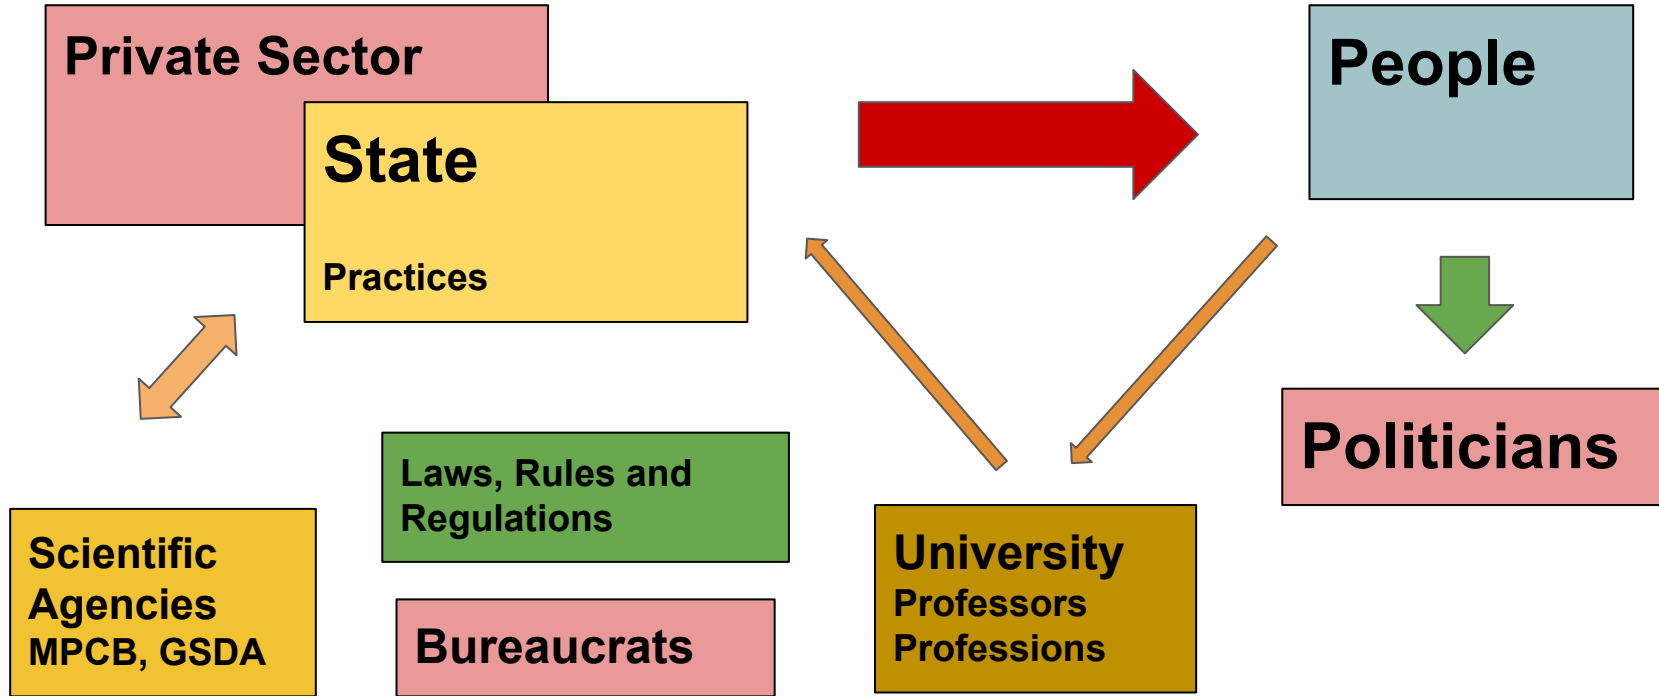 Private Sector
State
Practices
People
Politicians
Laws, Rules and
Regulations
Scientific
Agencies
MPCB, GSDA
Bureaucrats
University
Professors
Professions